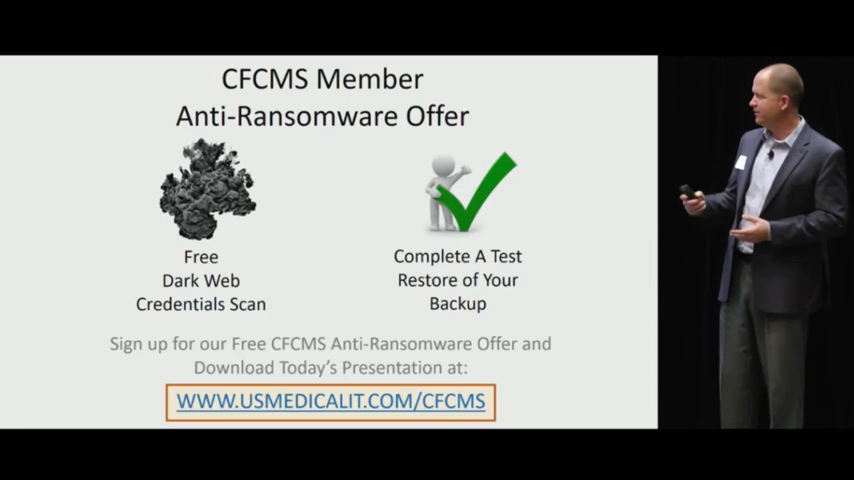 CFCMS Member
Anti-Ransomware Offer
Free
Dark Web
Credentials Scan
Complete A Test
Restore of Your
Backup
Sign up for our Free CFCMS Anti-Ransomware Offer and
Download Today's Presentation at:
WWW.USMEDICALIT.COM/CFCMS